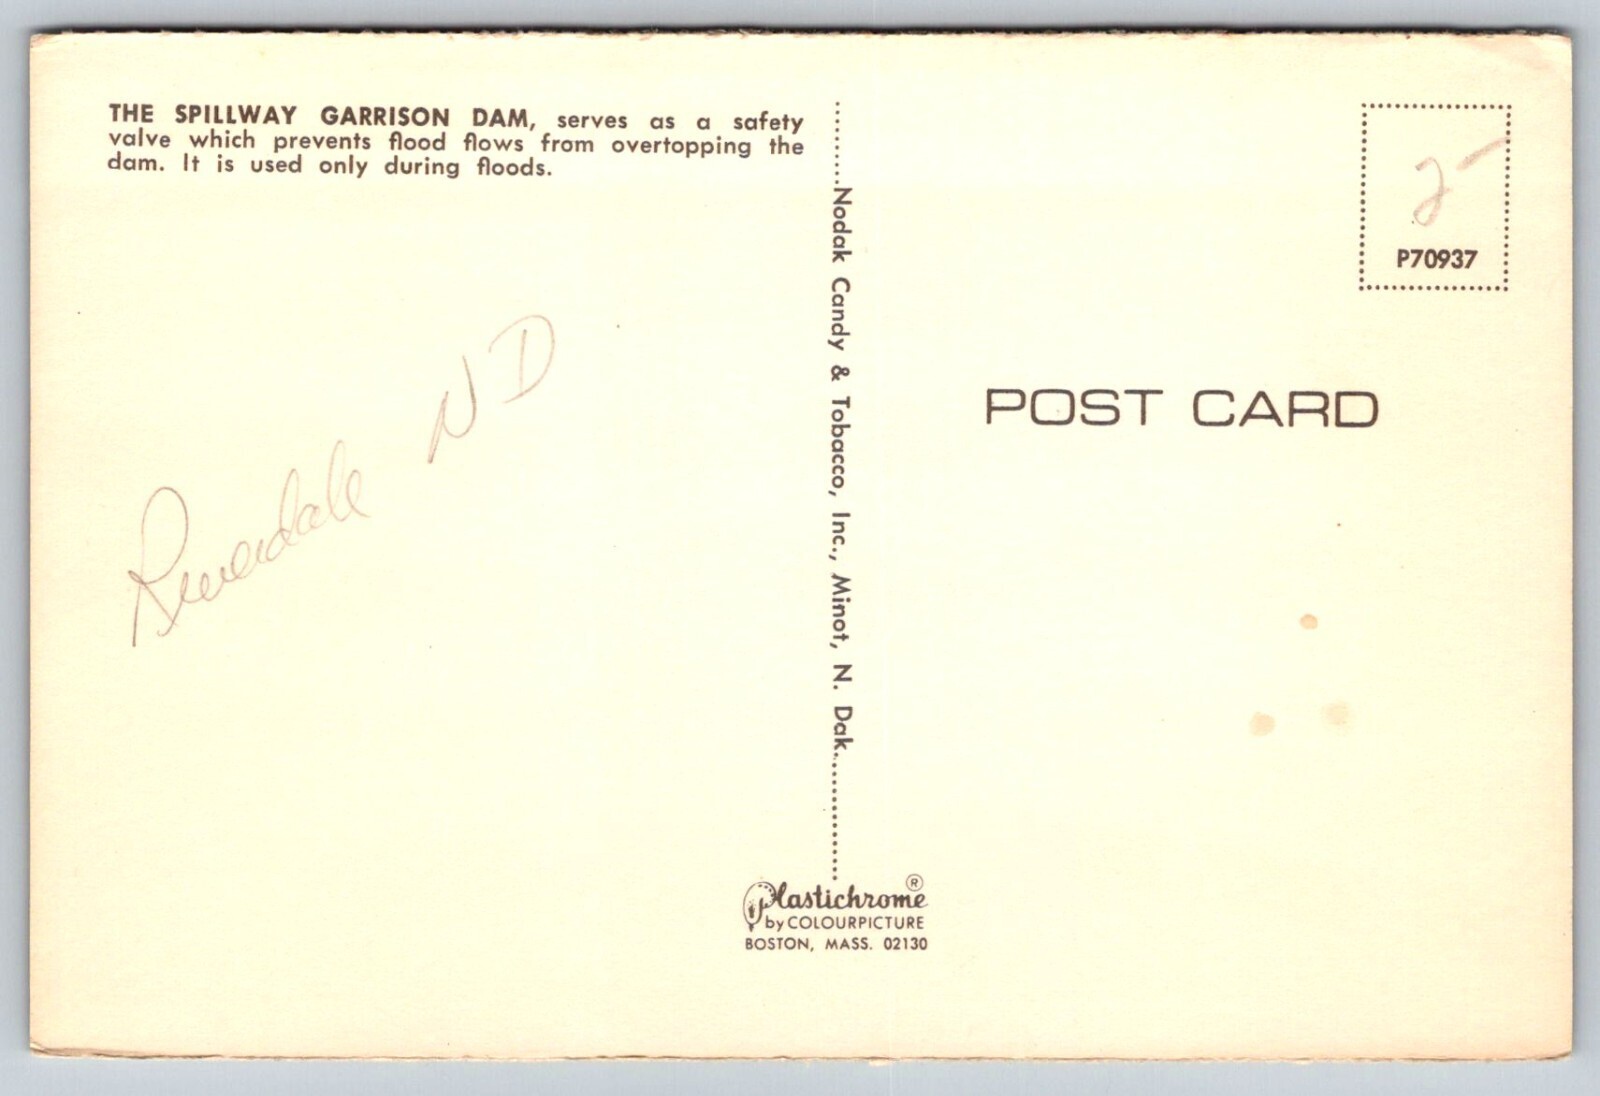 THE SPILLWAY GARRISON DAM, serves as a safety
valve which prevents flood flows from overtopping the
dam. It is used only during floods.
Riverdale ND
Nodak Candy & Tobacco, Inc., Minot, N. Dak.
Plastichrome ®
by COLOURPICTURE
BOSTON, MASS. 02130
2-
P70937
POST CARD